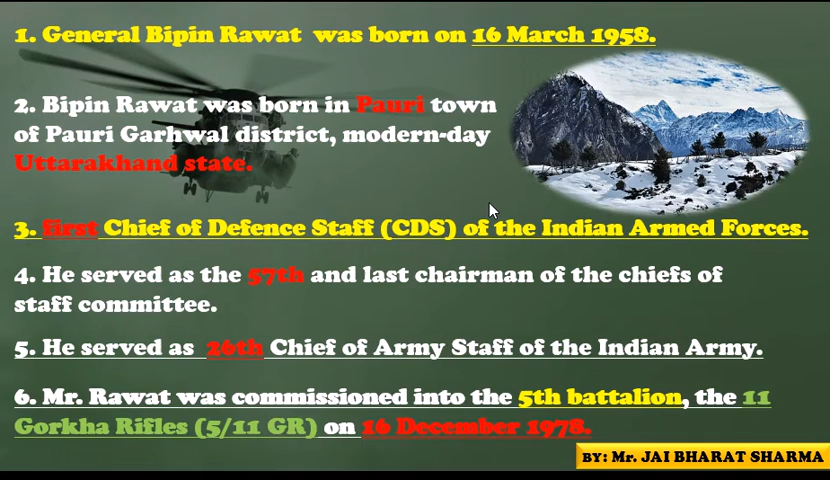 1. General Bipin Rawat was born on 16 March 1958.
2. Bipin Rawat was born in Pauri town
of Pauri Garhwal district, modern-day
Uttarakhand state.
3. first Chief of Defence Staff (CDS) of the Indian Armed Forces.
4. He served as the 57th and last chairman of the chiefs of
staff committee.
5. He served as 26th Chief of Army Staff of the Indian Army.
6. Mr. Rawat was commissioned into the 5th battalion, the 11
Gorkha Rifles (5/11 GR) on 16 December 1978.
BY: Mr. JAI BHARAT SHARMA